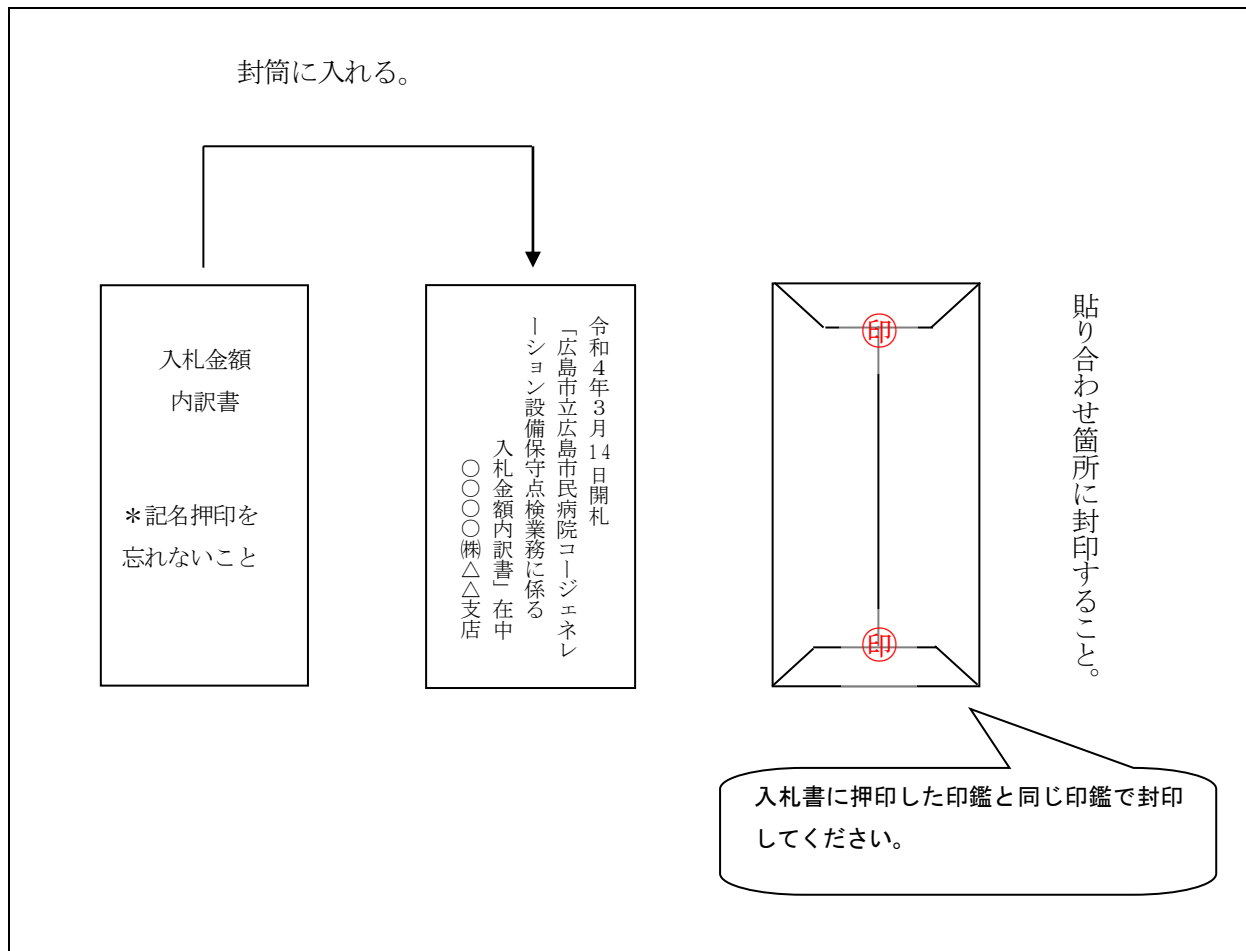 封筒に入れる。
入札金額
内訳書
＊記名押印を
忘れないこと
令和４年３月14日開札
「広島市立広島市民病院コージェネレ
ーション設備保守点検業務に係る
入札金額内訳書」在中
○○○○㈱△△支店
印
印
貼り合わせ箇所に封印すること。
入札書に押印した印鑑と同じ印鑑で封印
してください。